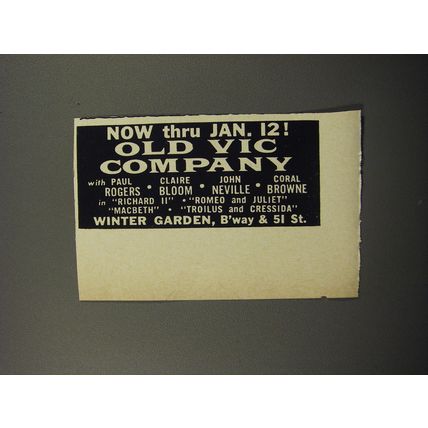 NOW thru JAN. 12!
OLD VIC
COMPANY
with PAUL ROGERS • CLAIRE BLOOM • JOHN NEVILLE • CORAL BROWNE
in "RICHARD II" • "ROMEO and JULIET"
"MACBETH" • "TROILUS and CRESSIDA"
WINTER GARDEN, B'way & 51 St.